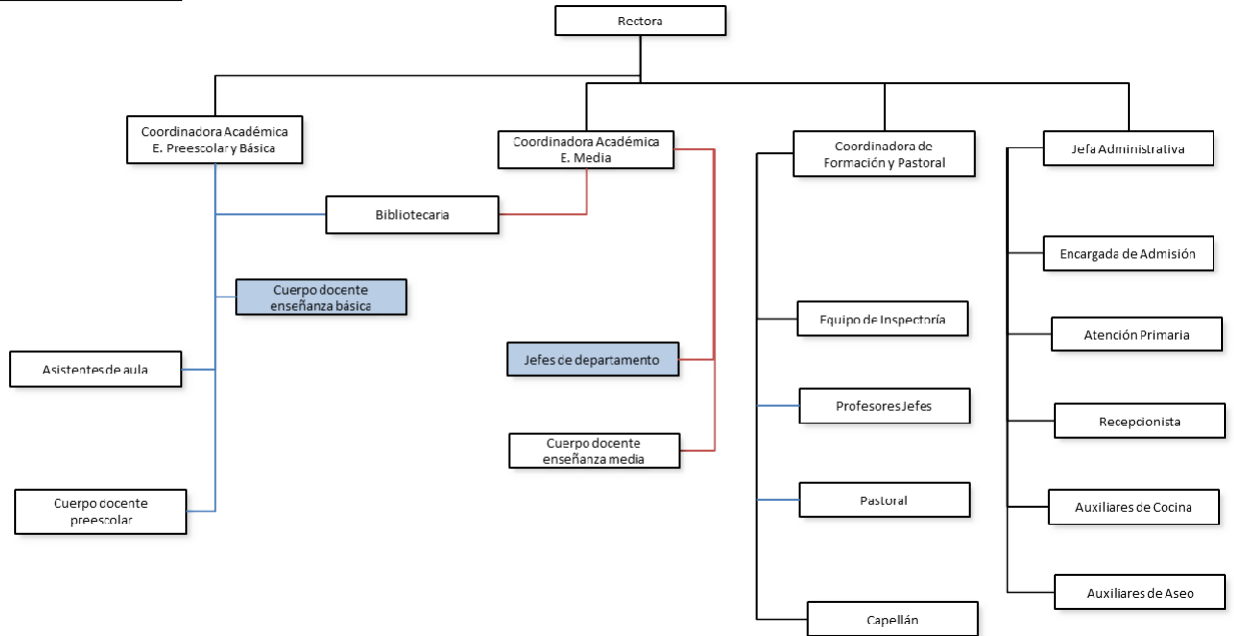 Rectora
Coordinadora Académica
E. Preescolar y Básica
Coordinadora Académica
E. Media
Coordinadora de
Formación y Pastoral
Jefa Administrativa
Bibliotecaria
Encargada de Admisión
Cuerpo docente
enseñanza básica
Equipo de Inspectoría
Atención Primaria
Jefes de departamento
Asistentes de aula
Profesores Jefes
Recepcionista
Cuerpo docente
enseñanza media
Cuerpo docente
preescolar
Pastoral
Auxiliares de Cocina
Auxiliares de Aseo
Capellán